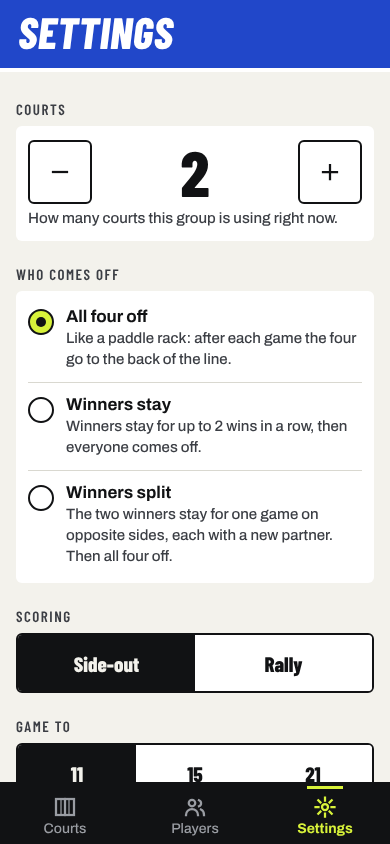 SETTINGS
COURTS
2
How many courts this group is using right now.
WHO COMES OFF
All four off
Like a paddle rack: after each game the four
go to the back of the line.
Winners stay
Winners stay for up to 2 wins in a row, then
everyone comes off.
Winners split
The two winners stay for one game on
opposite sides, each with a new partner.
Then all four off.
SCORING
Side-out Rally
GAME TO
11 15 21
Courts Players Settings